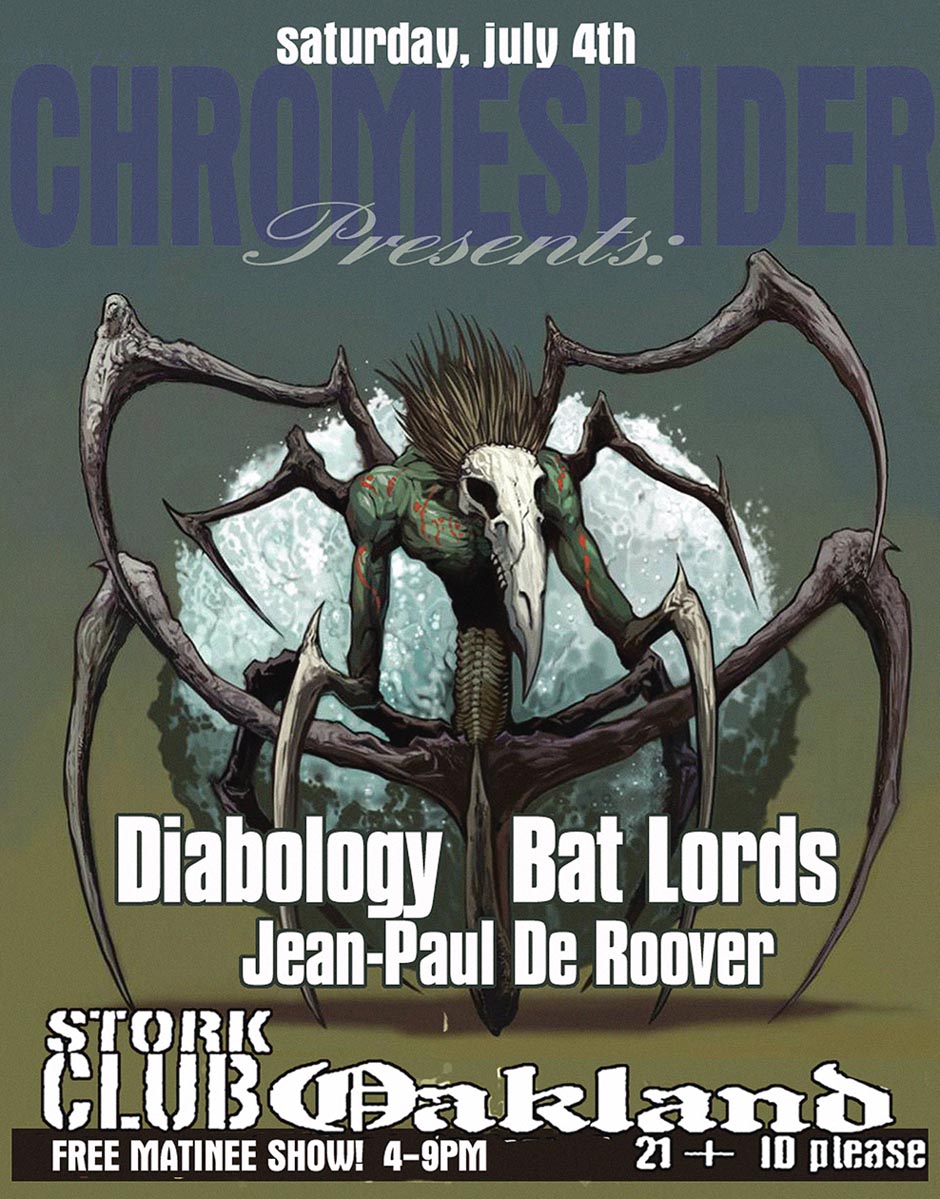 saturday, july 4th
CHROMESPIDER
Presents:
Diabology Bat Lords
Jean-Paul De Roover
STORK
CLUB Oakland
FREE MATINEE SHOW! 4-9PM 21 + ID please